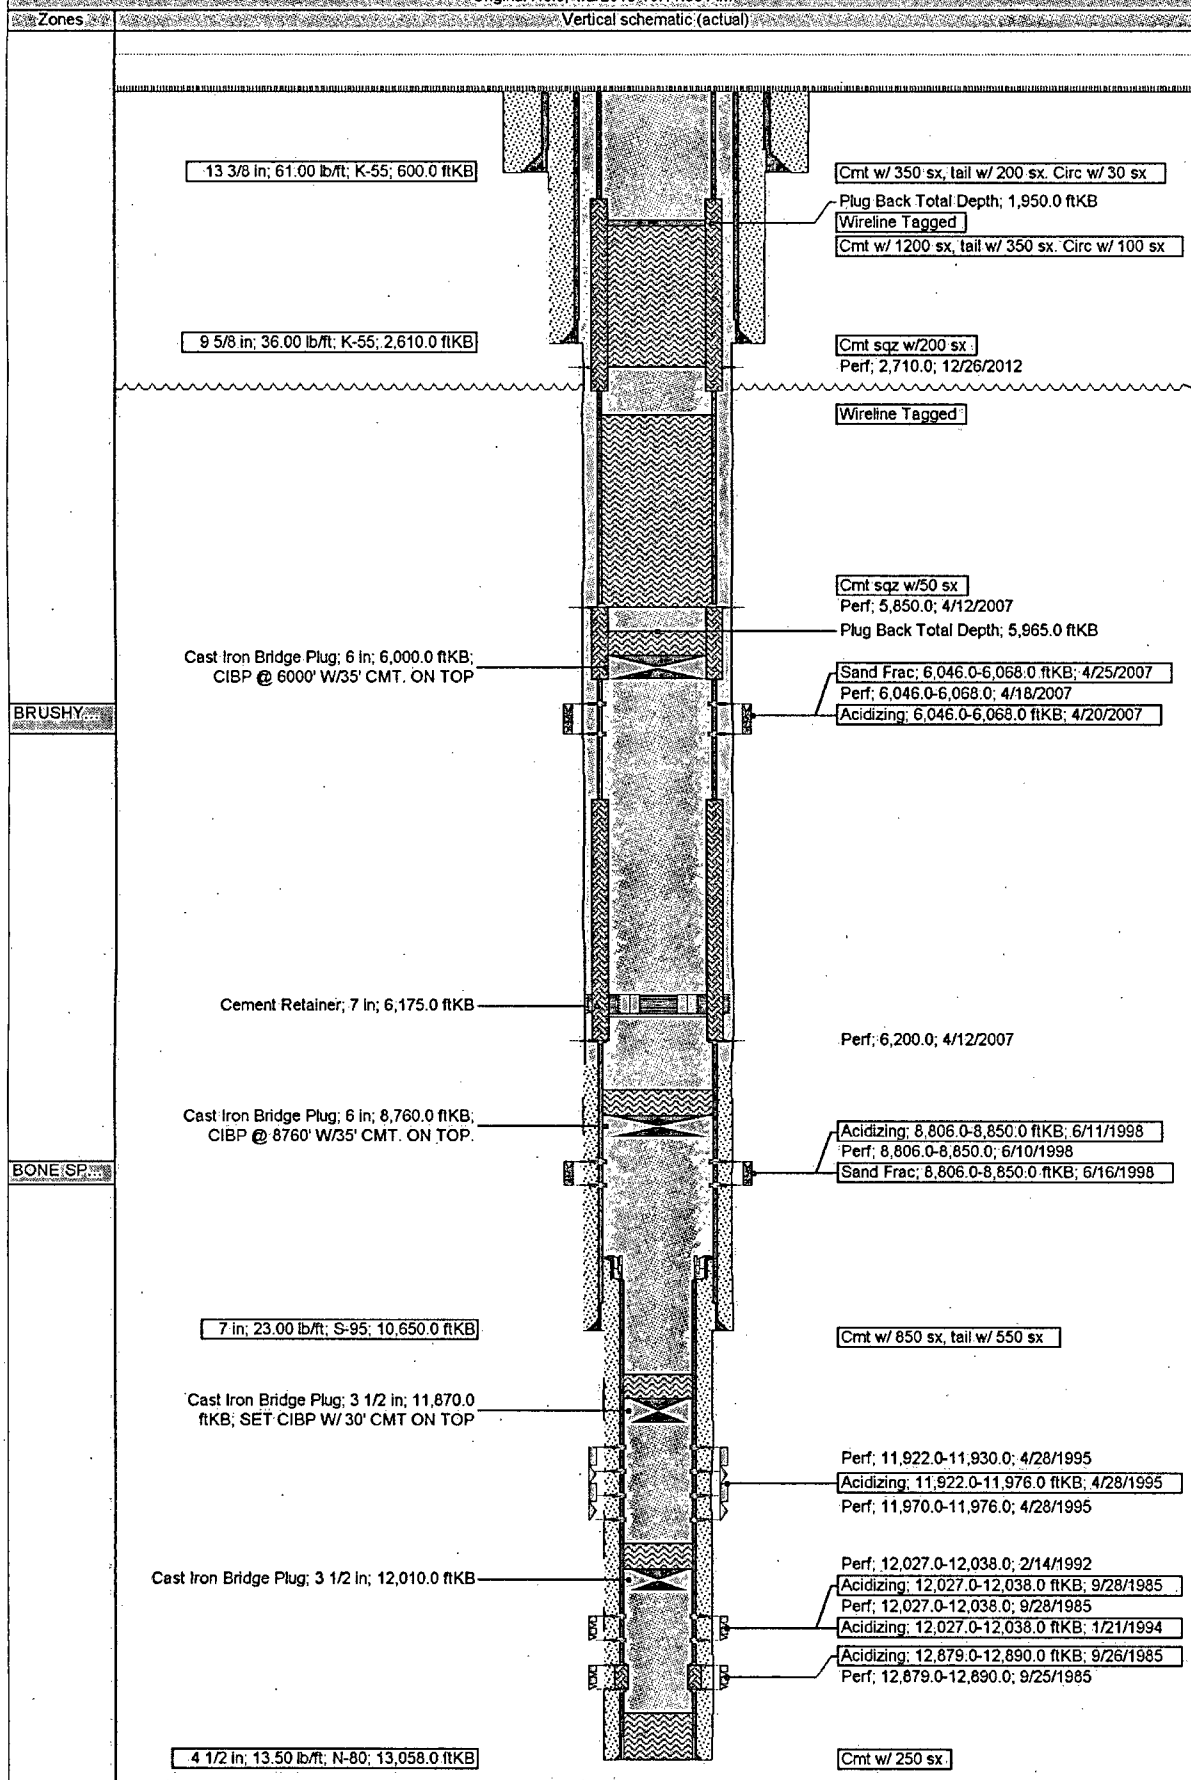 Zones
Vertical schematic (actual)
13 3/8 in; 61.00 lb/ft; K-55; 600.0 ftKB
Cmt w/ 350 sx, tail w/ 200 sx. Circ w/ 30 sx
Plug Back Total Depth; 1,950.0 ftKB
Wireline Tagged
Cmt w/ 1200 sx, tail w/ 350 sx. Circ w/ 100 sx
9 5/8 in; 36.00 lb/ft; K-55; 2,610.0 ftKB
Cmt sqz w/200 sx
Perf; 2,710.0; 12/26/2012
Wireline Tagged
Cmt sqz w/50 sx
Perf; 5,850.0; 4/12/2007
Plug Back Total Depth; 5,965.0 ftKB
Cast Iron Bridge Plug; 6 in; 6,000.0 ftKB;
CIBP @ 6000' W/35' CMT. ON TOP
Sand Frac; 6,046.0-6,068.0 ftKB; 4/25/2007
Perf; 6,046.0-6,068.0; 4/18/2007
Acidizing; 6,046.0-6,068.0 ftKB; 4/20/2007
BRUSHY...
Cement Retainer; 7 in; 6,175.0 ftKB
Perf; 6,200.0; 4/12/2007
Cast Iron Bridge Plug; 6 in; 8,760.0 ftKB;
CIBP @ 8760' W/35' CMT. ON TOP.
Acidizing; 8,806.0-8,850.0 ftKB; 6/11/1998
Perf; 8,806.0-8,850.0; 6/10/1998
Sand Frac; 8,806.0-8,850.0 ftKB; 6/16/1998
BONE SP...
7 in; 23.00 lb/ft; S-95; 10,650.0 ftKB
Cmt w/ 850 sx, tail w/ 550 sx
Cast Iron Bridge Plug; 3 1/2 in; 11,870.0
ftKB; SET CIBP W/ 30' CMT ON TOP
Perf; 11,922.0-11,930.0; 4/28/1995
Acidizing; 11,922.0-11,976.0 ftKB; 4/28/1995
Perf; 11,970.0-11,976.0; 4/28/1995
Cast Iron Bridge Plug; 3 1/2 in; 12,010.0 ftKB
Perf; 12,027.0-12,038.0; 2/14/1992
Acidizing; 12,027.0-12,038.0 ftKB; 9/28/1985
Perf; 12,027.0-12,038.0; 9/28/1985
Acidizing; 12,027.0-12,038.0 ftKB; 1/21/1994
Acidizing; 12,879.0-12,890.0 ftKB; 9/26/1985
Perf; 12,879.0-12,890.0; 9/25/1985
4 1/2 in; 13.50 lb/ft; N-80; 13,058.0 ftKB
Cmt w/ 250 sx